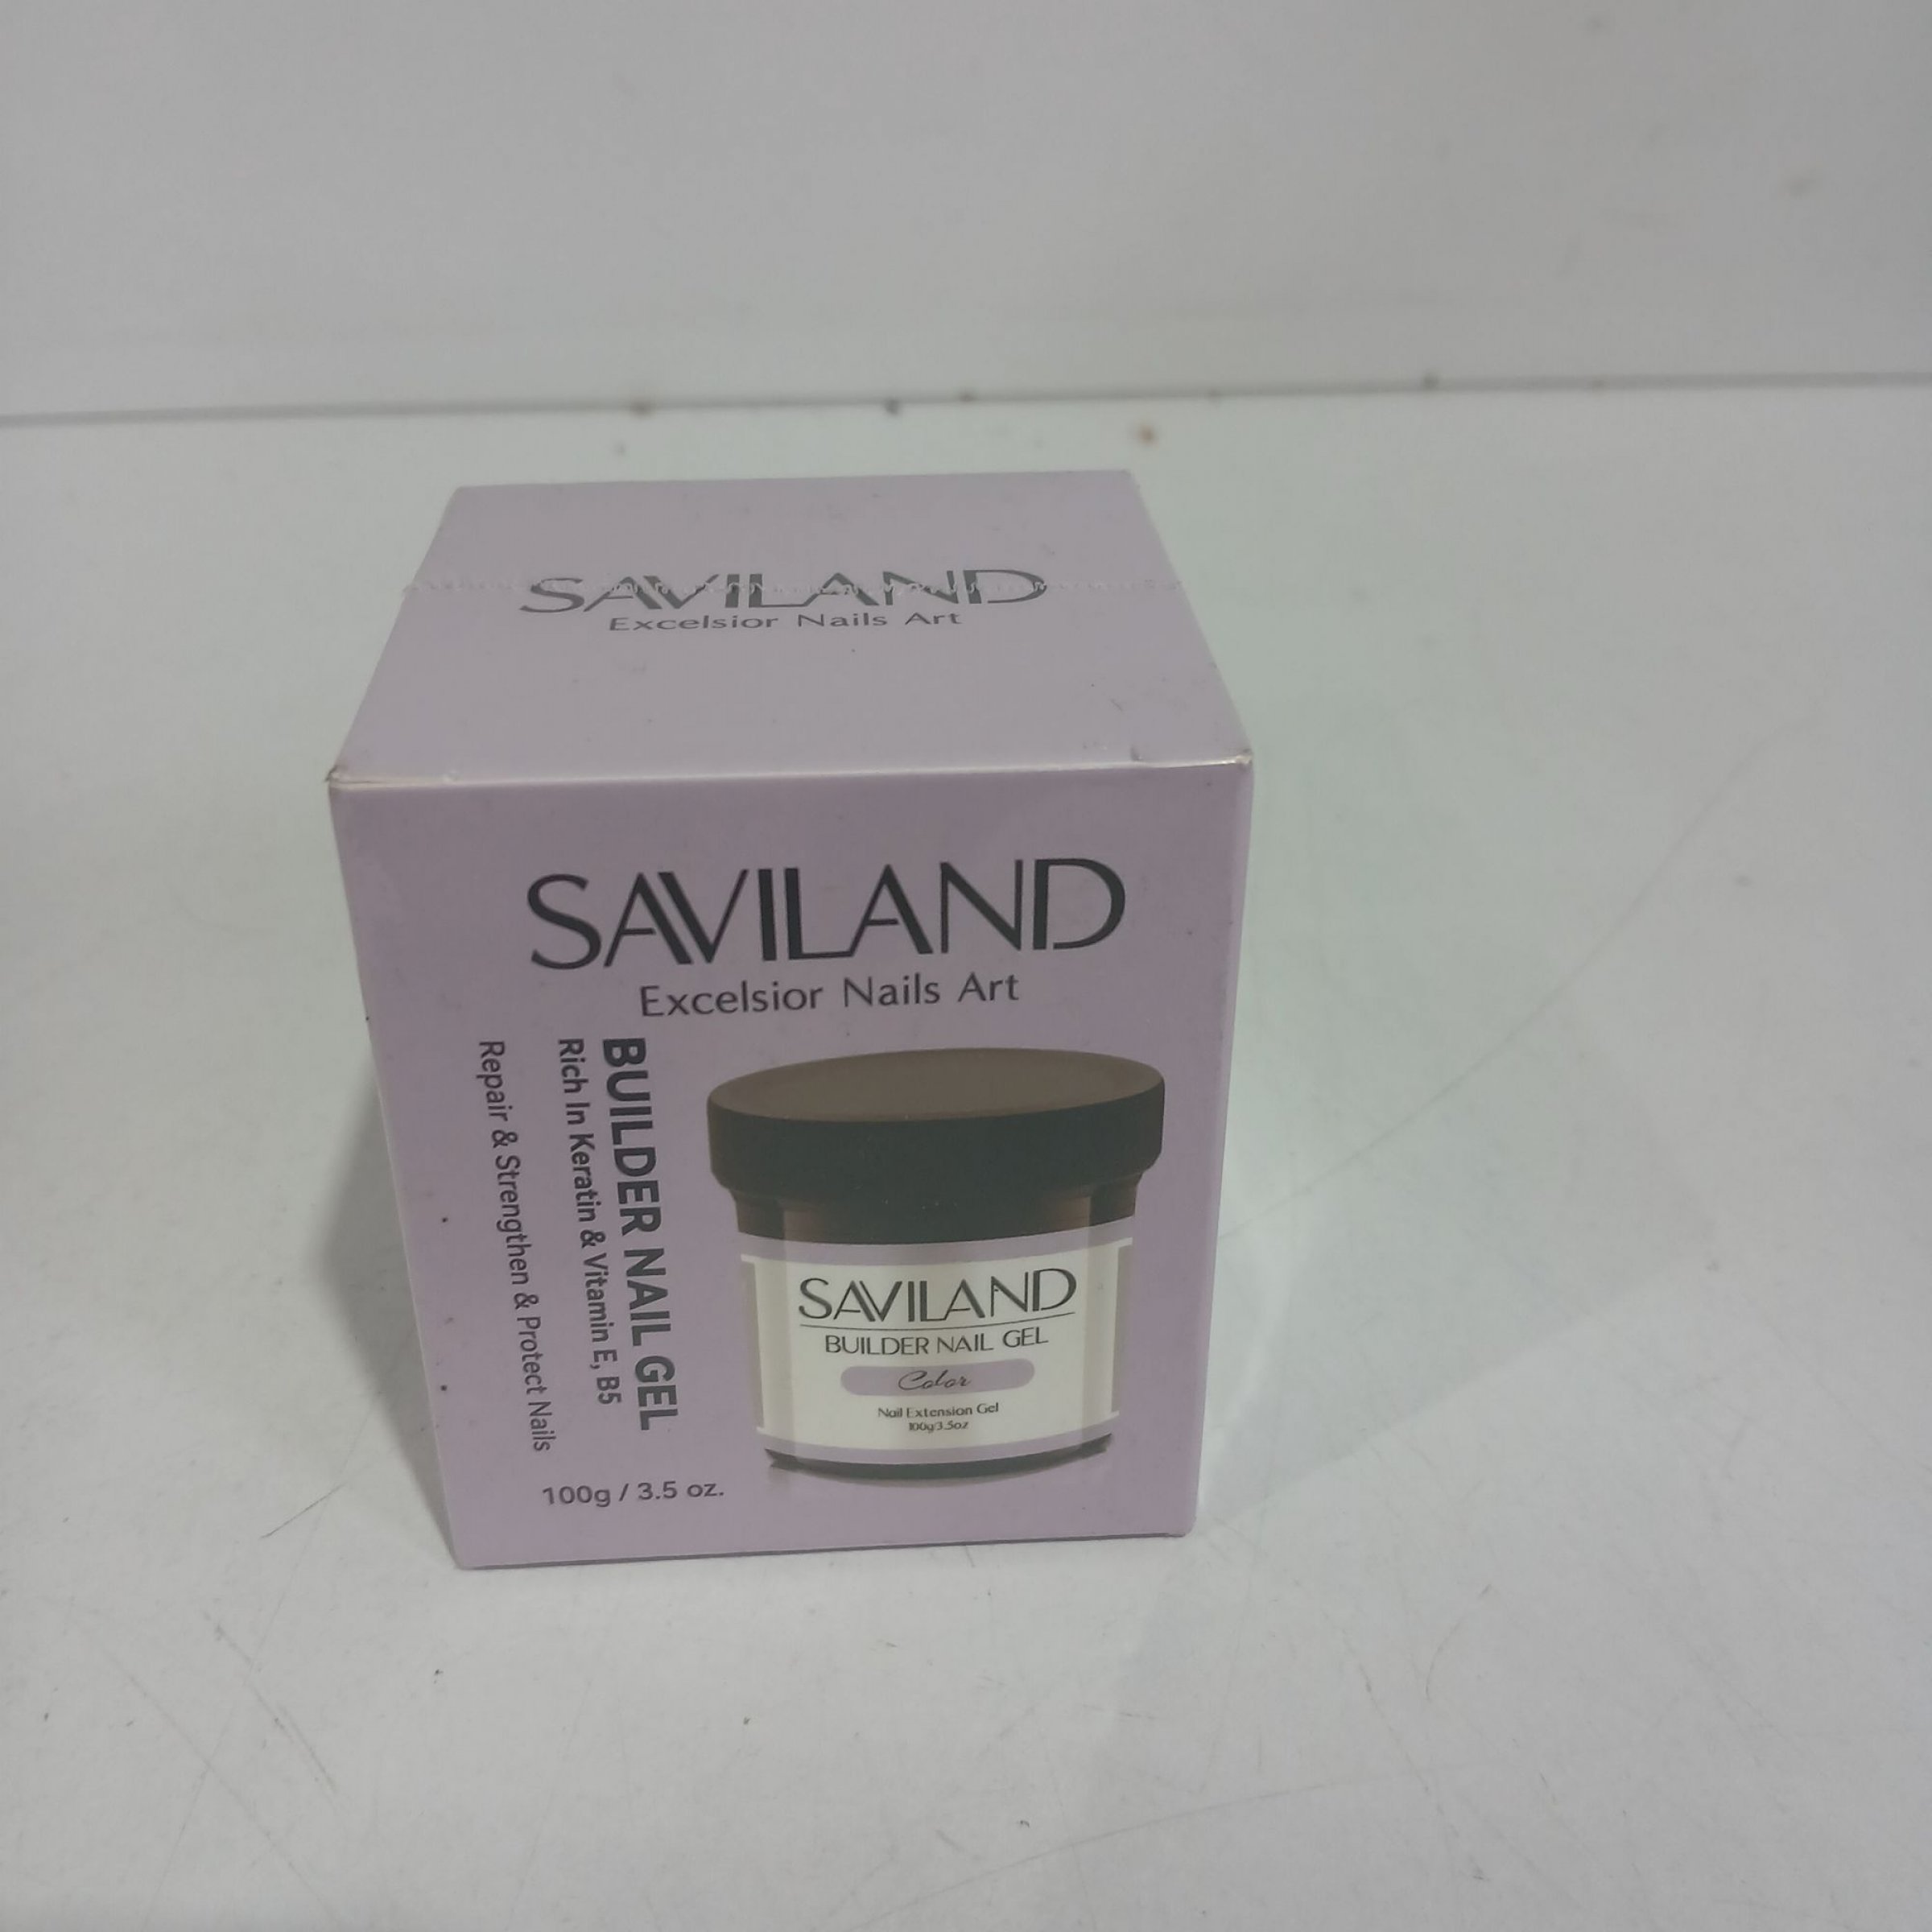 SAVILAND
Excelsior Nails Art
SAVILAND
Excelsior Nails Art
BUILDER NAIL GEL
Rich In Keratin & Vitamin E, B5
Repair & Strengthen & Protect Nails
100g / 3.5 oz.
SAVILAND
BUILDER NAIL GEL
Color
Nail Extension Gel
100g/3.5oz